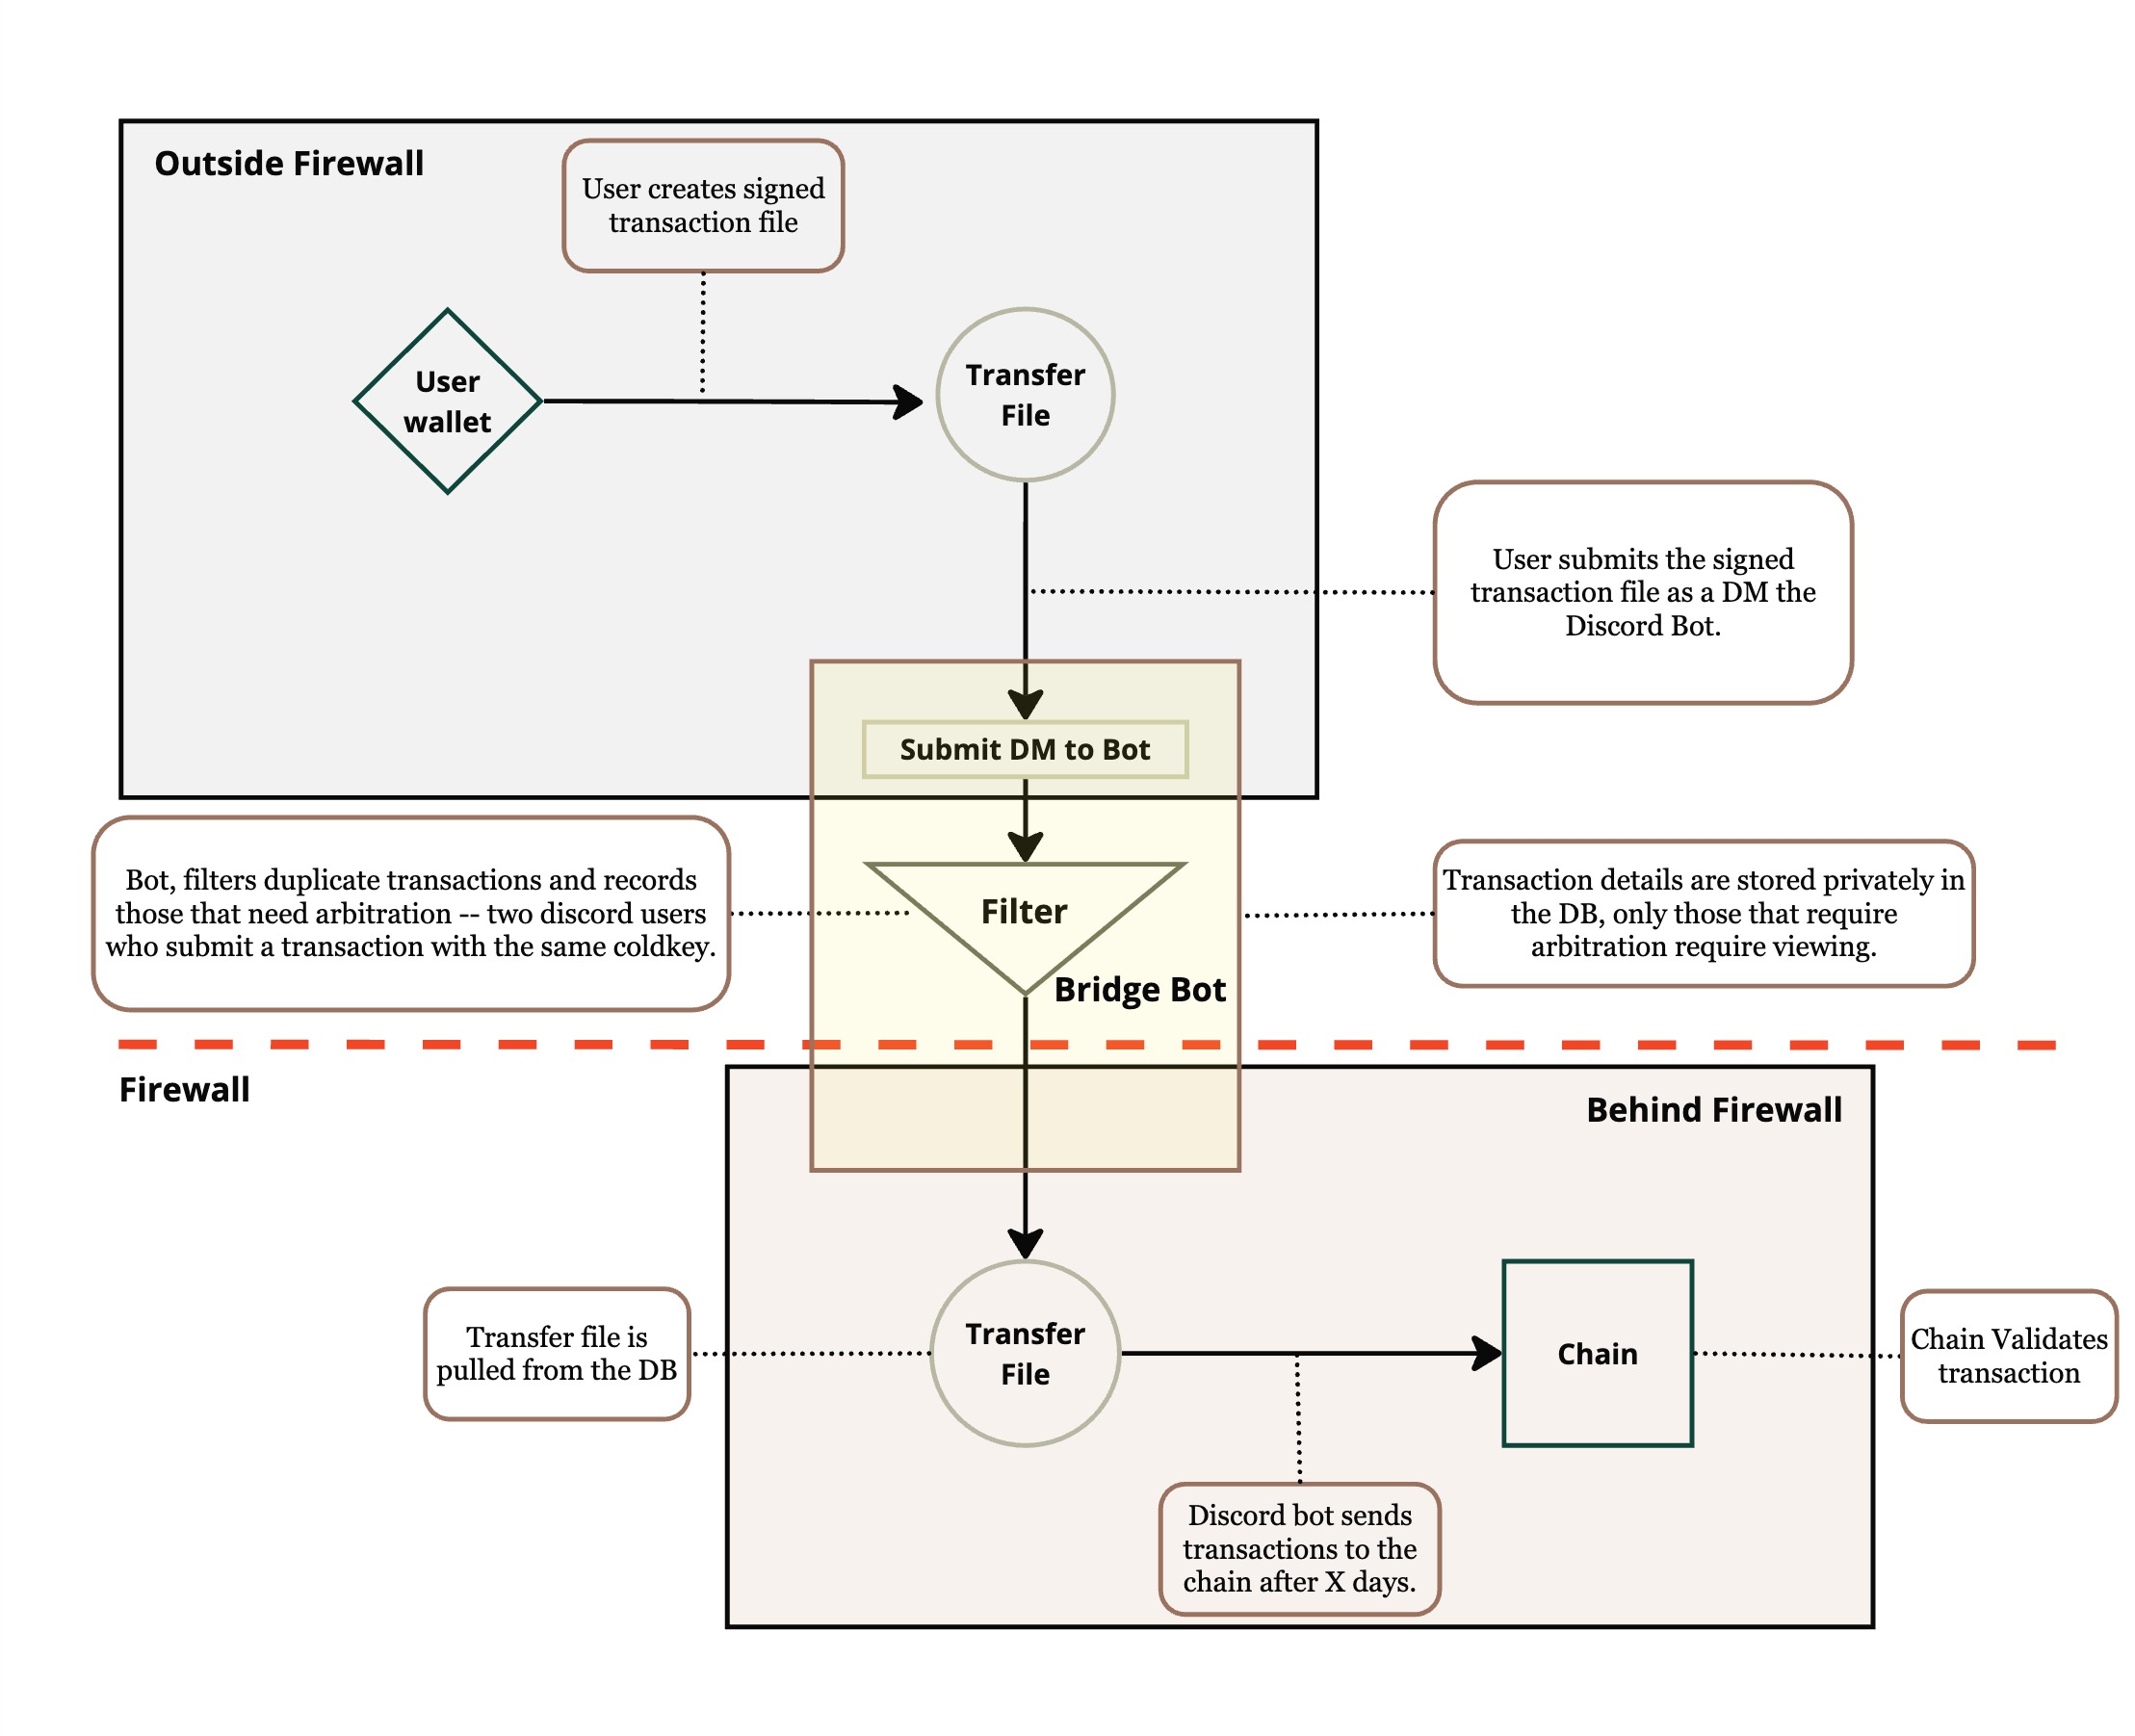 Outside Firewall
User creates signed
transaction file
User
wallet
Transfer
File
User submits the signed
transaction file as a DM the
Discord Bot.
Submit DM to Bot
Bot, filters duplicate transactions and records
those that need arbitration -- two discord users
who submit a transaction with the same coldkey.
Filter
Transaction details are stored privately in
the DB, only those that require
arbitration require viewing.
Bridge Bot
Firewall
Behind Firewall
Transfer file is
pulled from the DB
Transfer
File
Chain
Chain Validates
transaction
Discord bot sends
transactions to the
chain after X days.